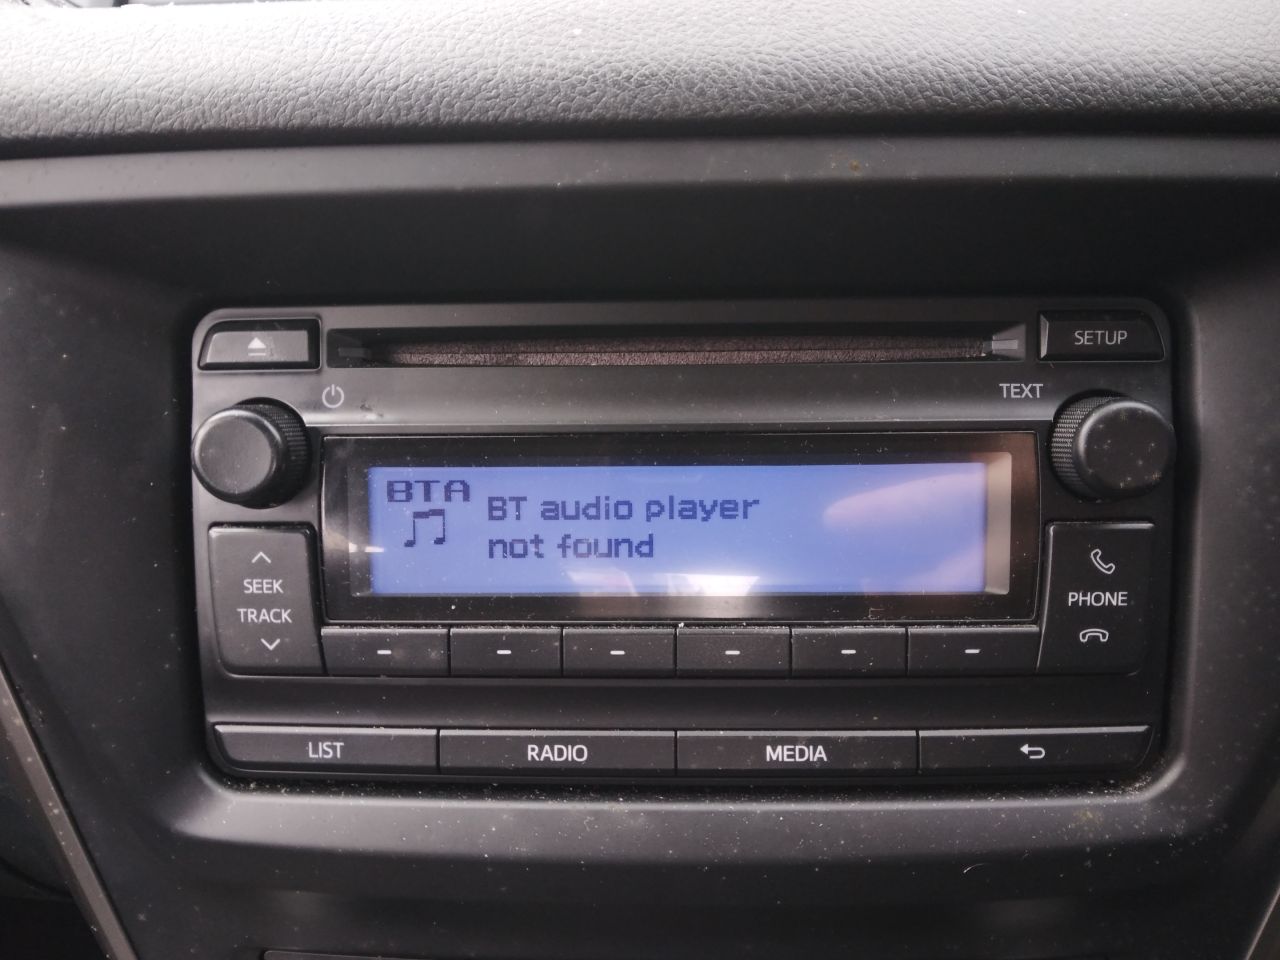 SETUP
TEXT
BTA
BT audio player
not found
SEEK
TRACK
PHONE
LIST
RADIO
MEDIA